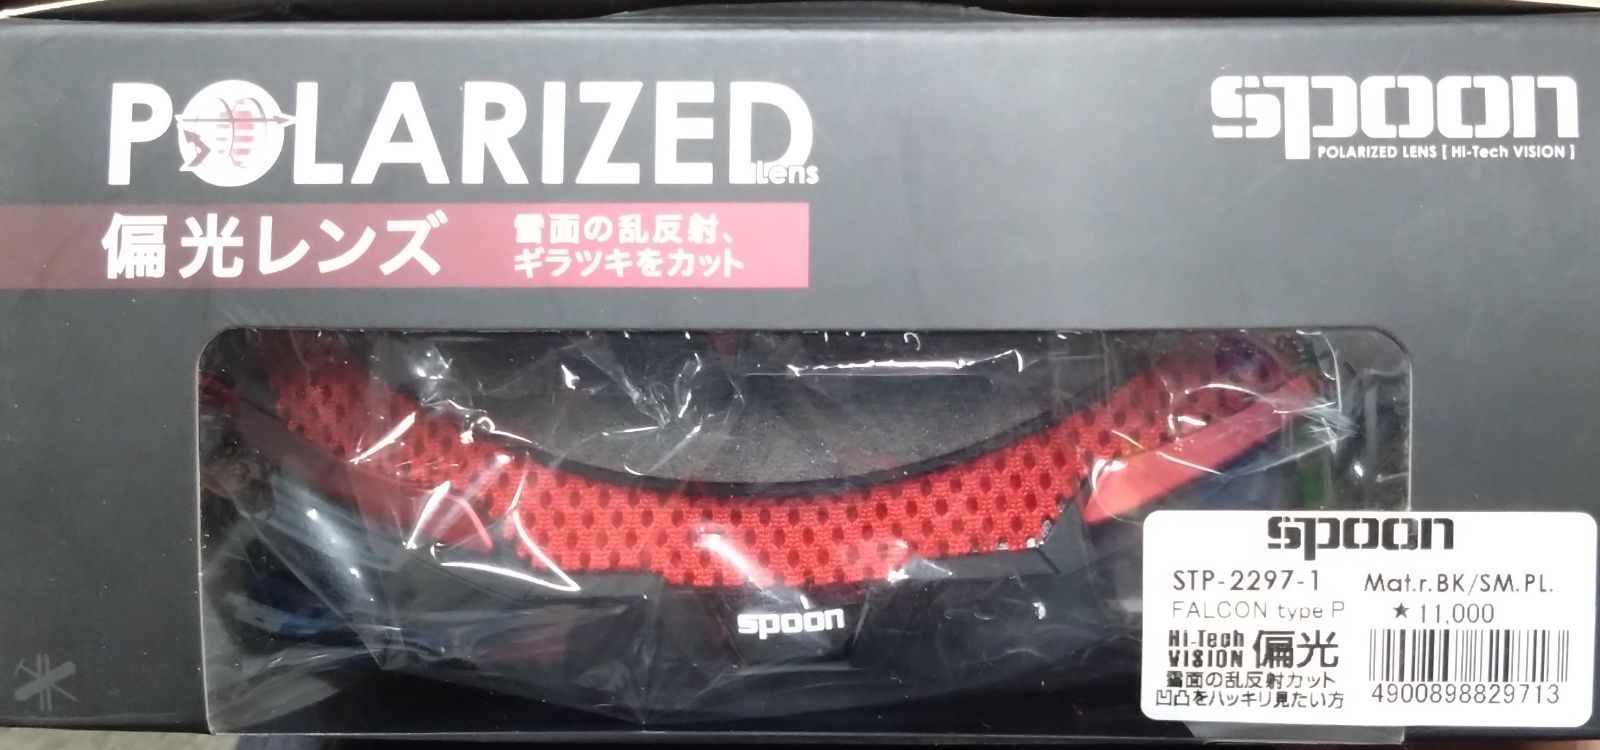 POLARIZED
Lens
spoon
POLARIZED LENS [ Hi-Tech VISION ]
偏光レンズ
雪面の乱反射、
ギラツキをカット
spoon
spoon
STP-2297-1 Mat.r.BK/SM.PL.
FALCON type P ★ 11,000
Hi-Tech
VISION 偏光
雪面の乱反射カット
凹凸をハッキリ見たい方
4900898829713